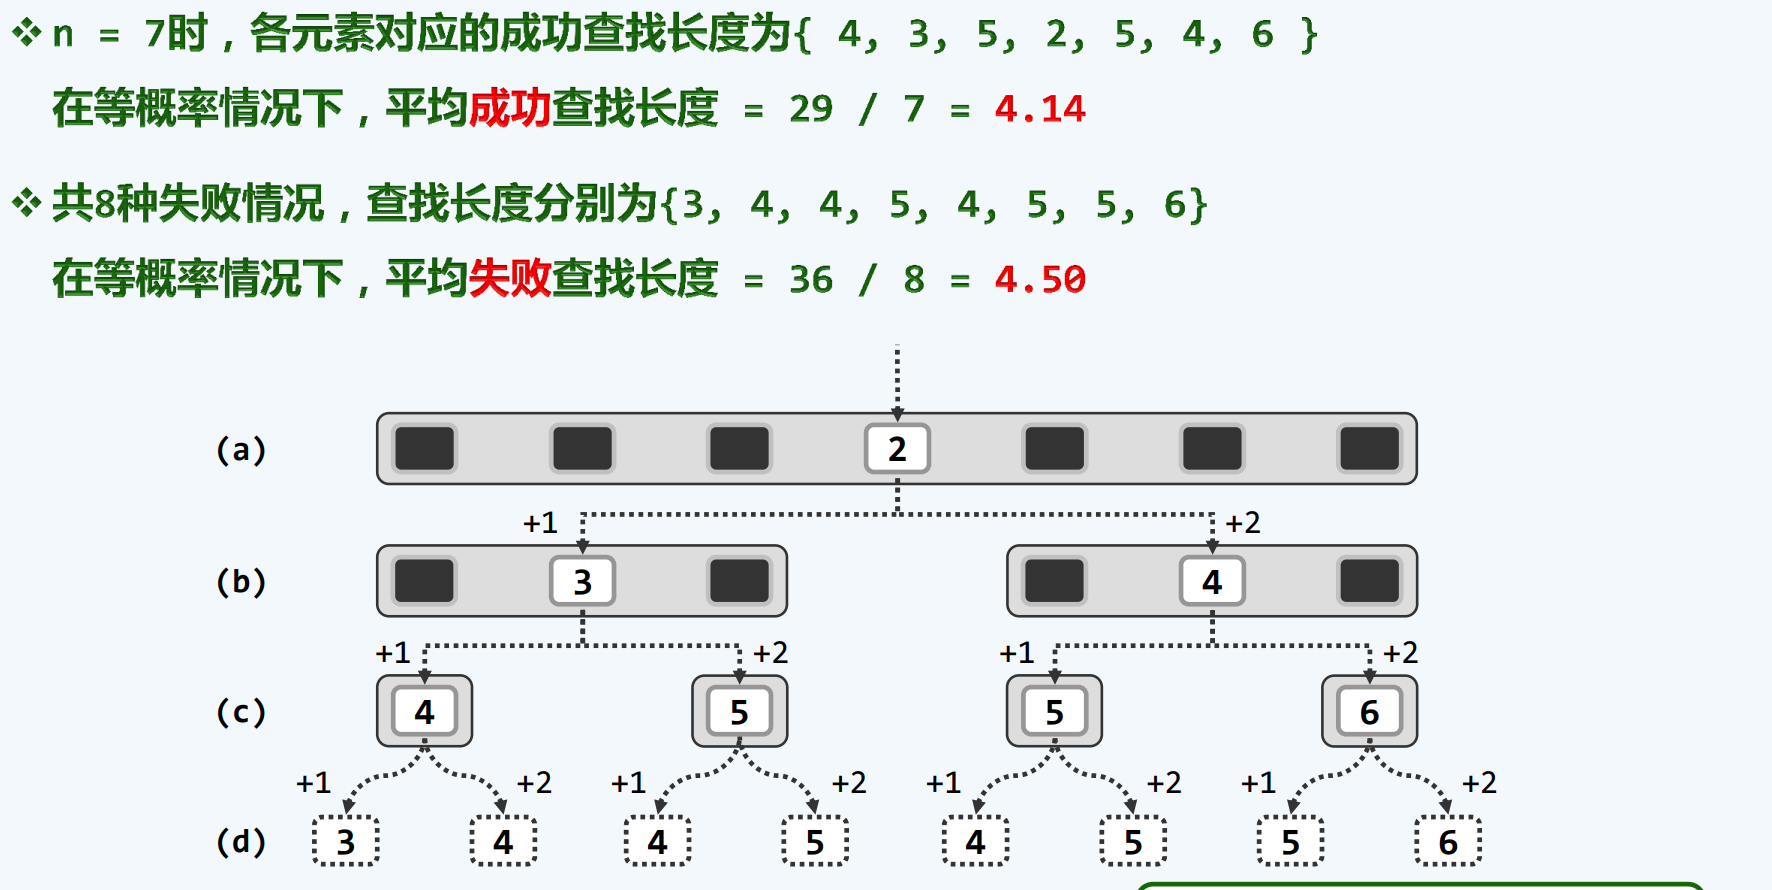 ❖ n = 7时，各元素对应的成功查找长度为{ 4, 3, 5, 2, 5, 4, 6 }
在等概率情况下，平均成功查找长度 = 29 / 7 = 4.14
❖ 共8种失败情况，查找长度分别为{3, 4, 4, 5, 4, 5, 5, 6}
在等概率情况下，平均失败查找长度 = 36 / 8 = 4.50
(a) 2
+1 +2
(b) 3 4
+1 +2 +1 +2
(c) 4 5 5 6
+1 +2 +1 +2 +1 +2 +1 +2
(d) 3 4 4 5 4 5 5 6